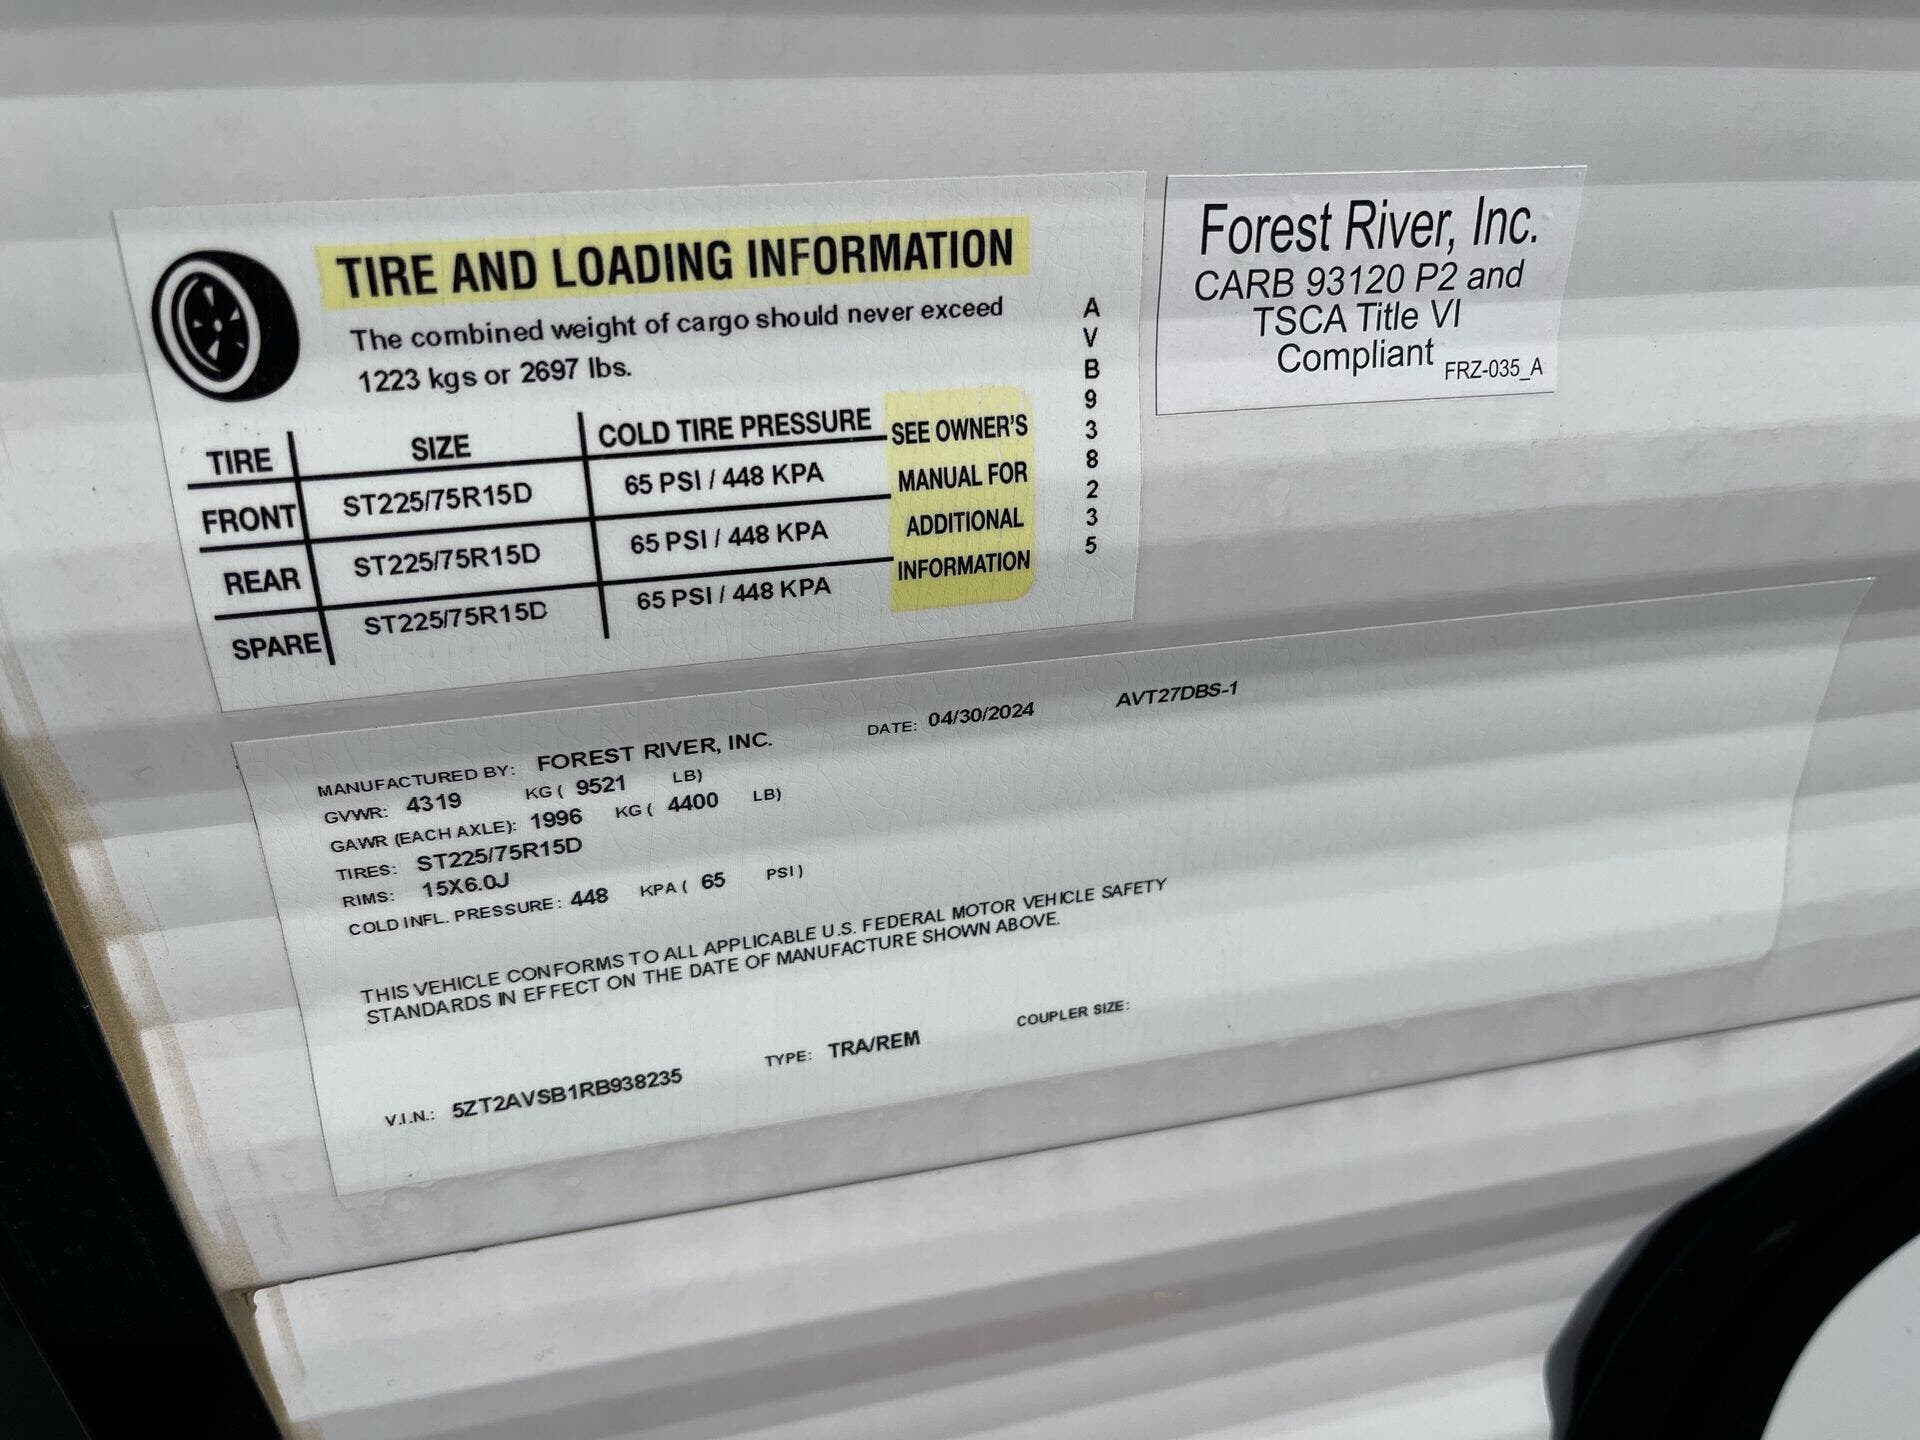 TIRE AND LOADING INFORMATION
The combined weight of cargo should never exceed
1223 kgs or 2697 lbs.
TIRE SIZE COLD TIRE PRESSURE
FRONT ST225/75R15D 65 PSI / 448 KPA
REAR ST225/75R15D 65 PSI / 448 KPA
SPARE ST225/75R15D 65 PSI / 448 KPA
SEE OWNER'S
MANUAL FOR
ADDITIONAL
INFORMATION
A
V
B
9
3
8
2
3
5
Forest River, Inc.
CARB 93120 P2 and
TSCA Title VI
Compliant FRZ-035_A
MANUFACTURED BY: FOREST RIVER, INC. DATE: 04/30/2024 AVT27DBS-1
GVWR: 4319 KG ( 9521 LB)
GAWR (EACH AXLE): 1996 KG ( 4400 LB)
TIRES: ST225/75R15D
RIMS: 15X6.0J
COLD INFL. PRESSURE: 448 KPA ( 65 PSI)
THIS VEHICLE CONFORMS TO ALL APPLICABLE U.S. FEDERAL MOTOR VEHICLE SAFETY
STANDARDS IN EFFECT ON THE DATE OF MANUFACTURE SHOWN ABOVE.
V.I.N.: 5ZT2AVSB1RB938235 TYPE: TRA/REM COUPLER SIZE: